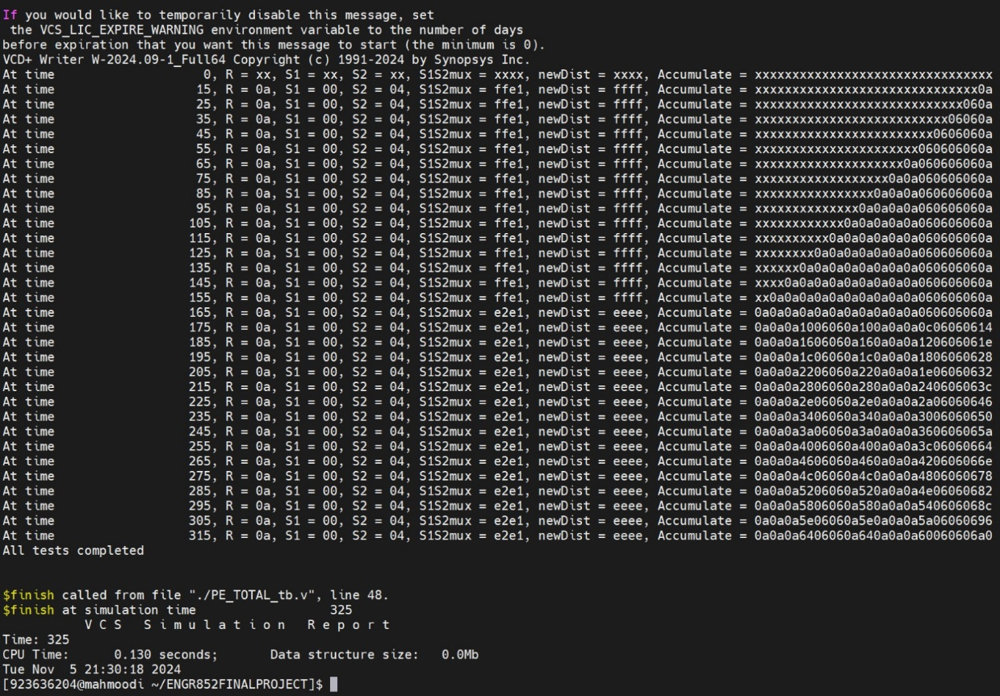 If you would like to temporarily disable this message, set
the VCS_LIC_EXPIRE_WARNING environment variable to the number of days
before expiration that you want this message to start (the minimum is 0).
VCD+ Writer W-2024.09-1_Full64 Copyright (c) 1991-2024 by Synopsys Inc.
At time 0, R = xx, S1 = xx, S2 = xx, S1S2mux = xxxx, newDist = xxxx, Accumulate = xxxxxxxxxxxxxxxxxxxxxxxxxxxxxxxx
At time 15, R = 0a, S1 = 00, S2 = 04, S1S2mux = ffe1, newDist = ffff, Accumulate = xxxxxxxxxxxxxxxxxxxxxxxxxxxxxx0a
At time 25, R = 0a, S1 = 00, S2 = 04, S1S2mux = ffe1, newDist = ffff, Accumulate = xxxxxxxxxxxxxxxxxxxxxxxxxxxx060a
At time 35, R = 0a, S1 = 00, S2 = 04, S1S2mux = ffe1, newDist = ffff, Accumulate = xxxxxxxxxxxxxxxxxxxxxxxxxx06060a
At time 45, R = 0a, S1 = 00, S2 = 04, S1S2mux = ffe1, newDist = ffff, Accumulate = xxxxxxxxxxxxxxxxxxxxxxxx0606060a
At time 55, R = 0a, S1 = 00, S2 = 04, S1S2mux = ffe1, newDist = ffff, Accumulate = xxxxxxxxxxxxxxxxxxxxxx060606060a
At time 65, R = 0a, S1 = 00, S2 = 04, S1S2mux = ffe1, newDist = ffff, Accumulate = xxxxxxxxxxxxxxxxxxxx0a060606060a
At time 75, R = 0a, S1 = 00, S2 = 04, S1S2mux = ffe1, newDist = ffff, Accumulate = xxxxxxxxxxxxxxxxxx0a0a060606060a
At time 85, R = 0a, S1 = 00, S2 = 04, S1S2mux = ffe1, newDist = ffff, Accumulate = xxxxxxxxxxxxxxxx0a0a0a060606060a
At time 95, R = 0a, S1 = 00, S2 = 04, S1S2mux = ffe1, newDist = ffff, Accumulate = xxxxxxxxxxxxxx0a0a0a0a060606060a
At time 105, R = 0a, S1 = 00, S2 = 04, S1S2mux = ffe1, newDist = ffff, Accumulate = xxxxxxxxxxxx0a0a0a0a0a060606060a
At time 115, R = 0a, S1 = 00, S2 = 04, S1S2mux = ffe1, newDist = ffff, Accumulate = xxxxxxxxxx0a0a0a0a0a0a060606060a
At time 125, R = 0a, S1 = 00, S2 = 04, S1S2mux = ffe1, newDist = ffff, Accumulate = xxxxxxxx0a0a0a0a0a0a0a060606060a
At time 135, R = 0a, S1 = 00, S2 = 04, S1S2mux = ffe1, newDist = ffff, Accumulate = xxxxxx0a0a0a0a0a0a0a0a060606060a
At time 145, R = 0a, S1 = 00, S2 = 04, S1S2mux = ffe1, newDist = ffff, Accumulate = xxxx0a0a0a0a0a0a0a0a0a060606060a
At time 155, R = 0a, S1 = 00, S2 = 04, S1S2mux = ffe1, newDist = ffff, Accumulate = xx0a0a0a0a0a0a0a0a0a0a060606060a
At time 165, R = 0a, S1 = 00, S2 = 04, S1S2mux = e2e1, newDist = eeee, Accumulate = 0a0a0a0a0a0a0a0a0a0a0a060606060a
At time 175, R = 0a, S1 = 00, S2 = 04, S1S2mux = e2e1, newDist = eeee, Accumulate = 0a0a0a1006060a100a0a0a0c06060614
At time 185, R = 0a, S1 = 00, S2 = 04, S1S2mux = e2e1, newDist = eeee, Accumulate = 0a0a0a1606060a160a0a0a120606061e
At time 195, R = 0a, S1 = 00, S2 = 04, S1S2mux = e2e1, newDist = eeee, Accumulate = 0a0a0a1c06060a1c0a0a0a1806060628
At time 205, R = 0a, S1 = 00, S2 = 04, S1S2mux = e2e1, newDist = eeee, Accumulate = 0a0a0a2206060a220a0a0a1e06060632
At time 215, R = 0a, S1 = 00, S2 = 04, S1S2mux = e2e1, newDist = eeee, Accumulate = 0a0a0a2806060a280a0a0a240606063c
At time 225, R = 0a, S1 = 00, S2 = 04, S1S2mux = e2e1, newDist = eeee, Accumulate = 0a0a0a2e06060a2e0a0a0a2a06060646
At time 235, R = 0a, S1 = 00, S2 = 04, S1S2mux = e2e1, newDist = eeee, Accumulate = 0a0a0a3406060a340a0a0a3006060650
At time 245, R = 0a, S1 = 00, S2 = 04, S1S2mux = e2e1, newDist = eeee, Accumulate = 0a0a0a3a06060a3a0a0a0a360606065a
At time 255, R = 0a, S1 = 00, S2 = 04, S1S2mux = e2e1, newDist = eeee, Accumulate = 0a0a0a4006060a400a0a0a3c06060664
At time 265, R = 0a, S1 = 00, S2 = 04, S1S2mux = e2e1, newDist = eeee, Accumulate = 0a0a0a4606060a460a0a0a420606066e
At time 275, R = 0a, S1 = 00, S2 = 04, S1S2mux = e2e1, newDist = eeee, Accumulate = 0a0a0a4c06060a4c0a0a0a4806060678
At time 285, R = 0a, S1 = 00, S2 = 04, S1S2mux = e2e1, newDist = eeee, Accumulate = 0a0a0a5206060a520a0a0a4e06060682
At time 295, R = 0a, S1 = 00, S2 = 04, S1S2mux = e2e1, newDist = eeee, Accumulate = 0a0a0a5806060a580a0a0a540606068c
At time 305, R = 0a, S1 = 00, S2 = 04, S1S2mux = e2e1, newDist = eeee, Accumulate = 0a0a0a5e06060a5e0a0a0a5a06060696
At time 315, R = 0a, S1 = 00, S2 = 04, S1S2mux = e2e1, newDist = eeee, Accumulate = 0a0a0a6406060a640a0a0a60060606a0
All tests completed
$finish called from file "./PE_TOTAL_tb.v", line 48.
$finish at simulation time 325
V C S   S i m u l a t i o n   R e p o r t
Time: 325
CPU Time: 0.130 seconds; Data structure size: 0.0Mb
Tue Nov  5 21:30:18 2024
[923636204@mahmoodi ~/ENGR852FINALPROJECT]$